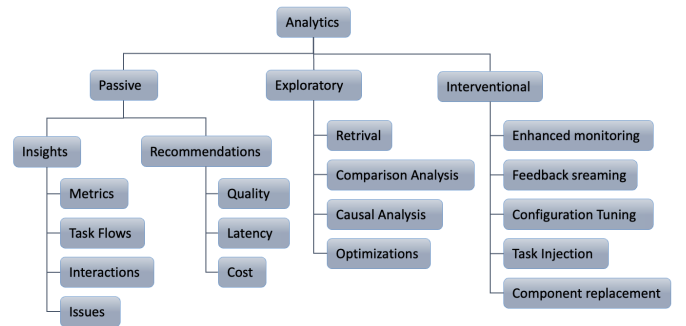 Analytics
Passive
Exploratory
Interventional
Insights
Recommendations
Metrics
Task Flows
Interactions
Issues
Quality
Latency
Cost
Retrival
Comparison Analysis
Causal Analysis
Optimizations
Enhanced monitoring
Feedback sreaming
Configuration Tuning
Task Injection
Component replacement